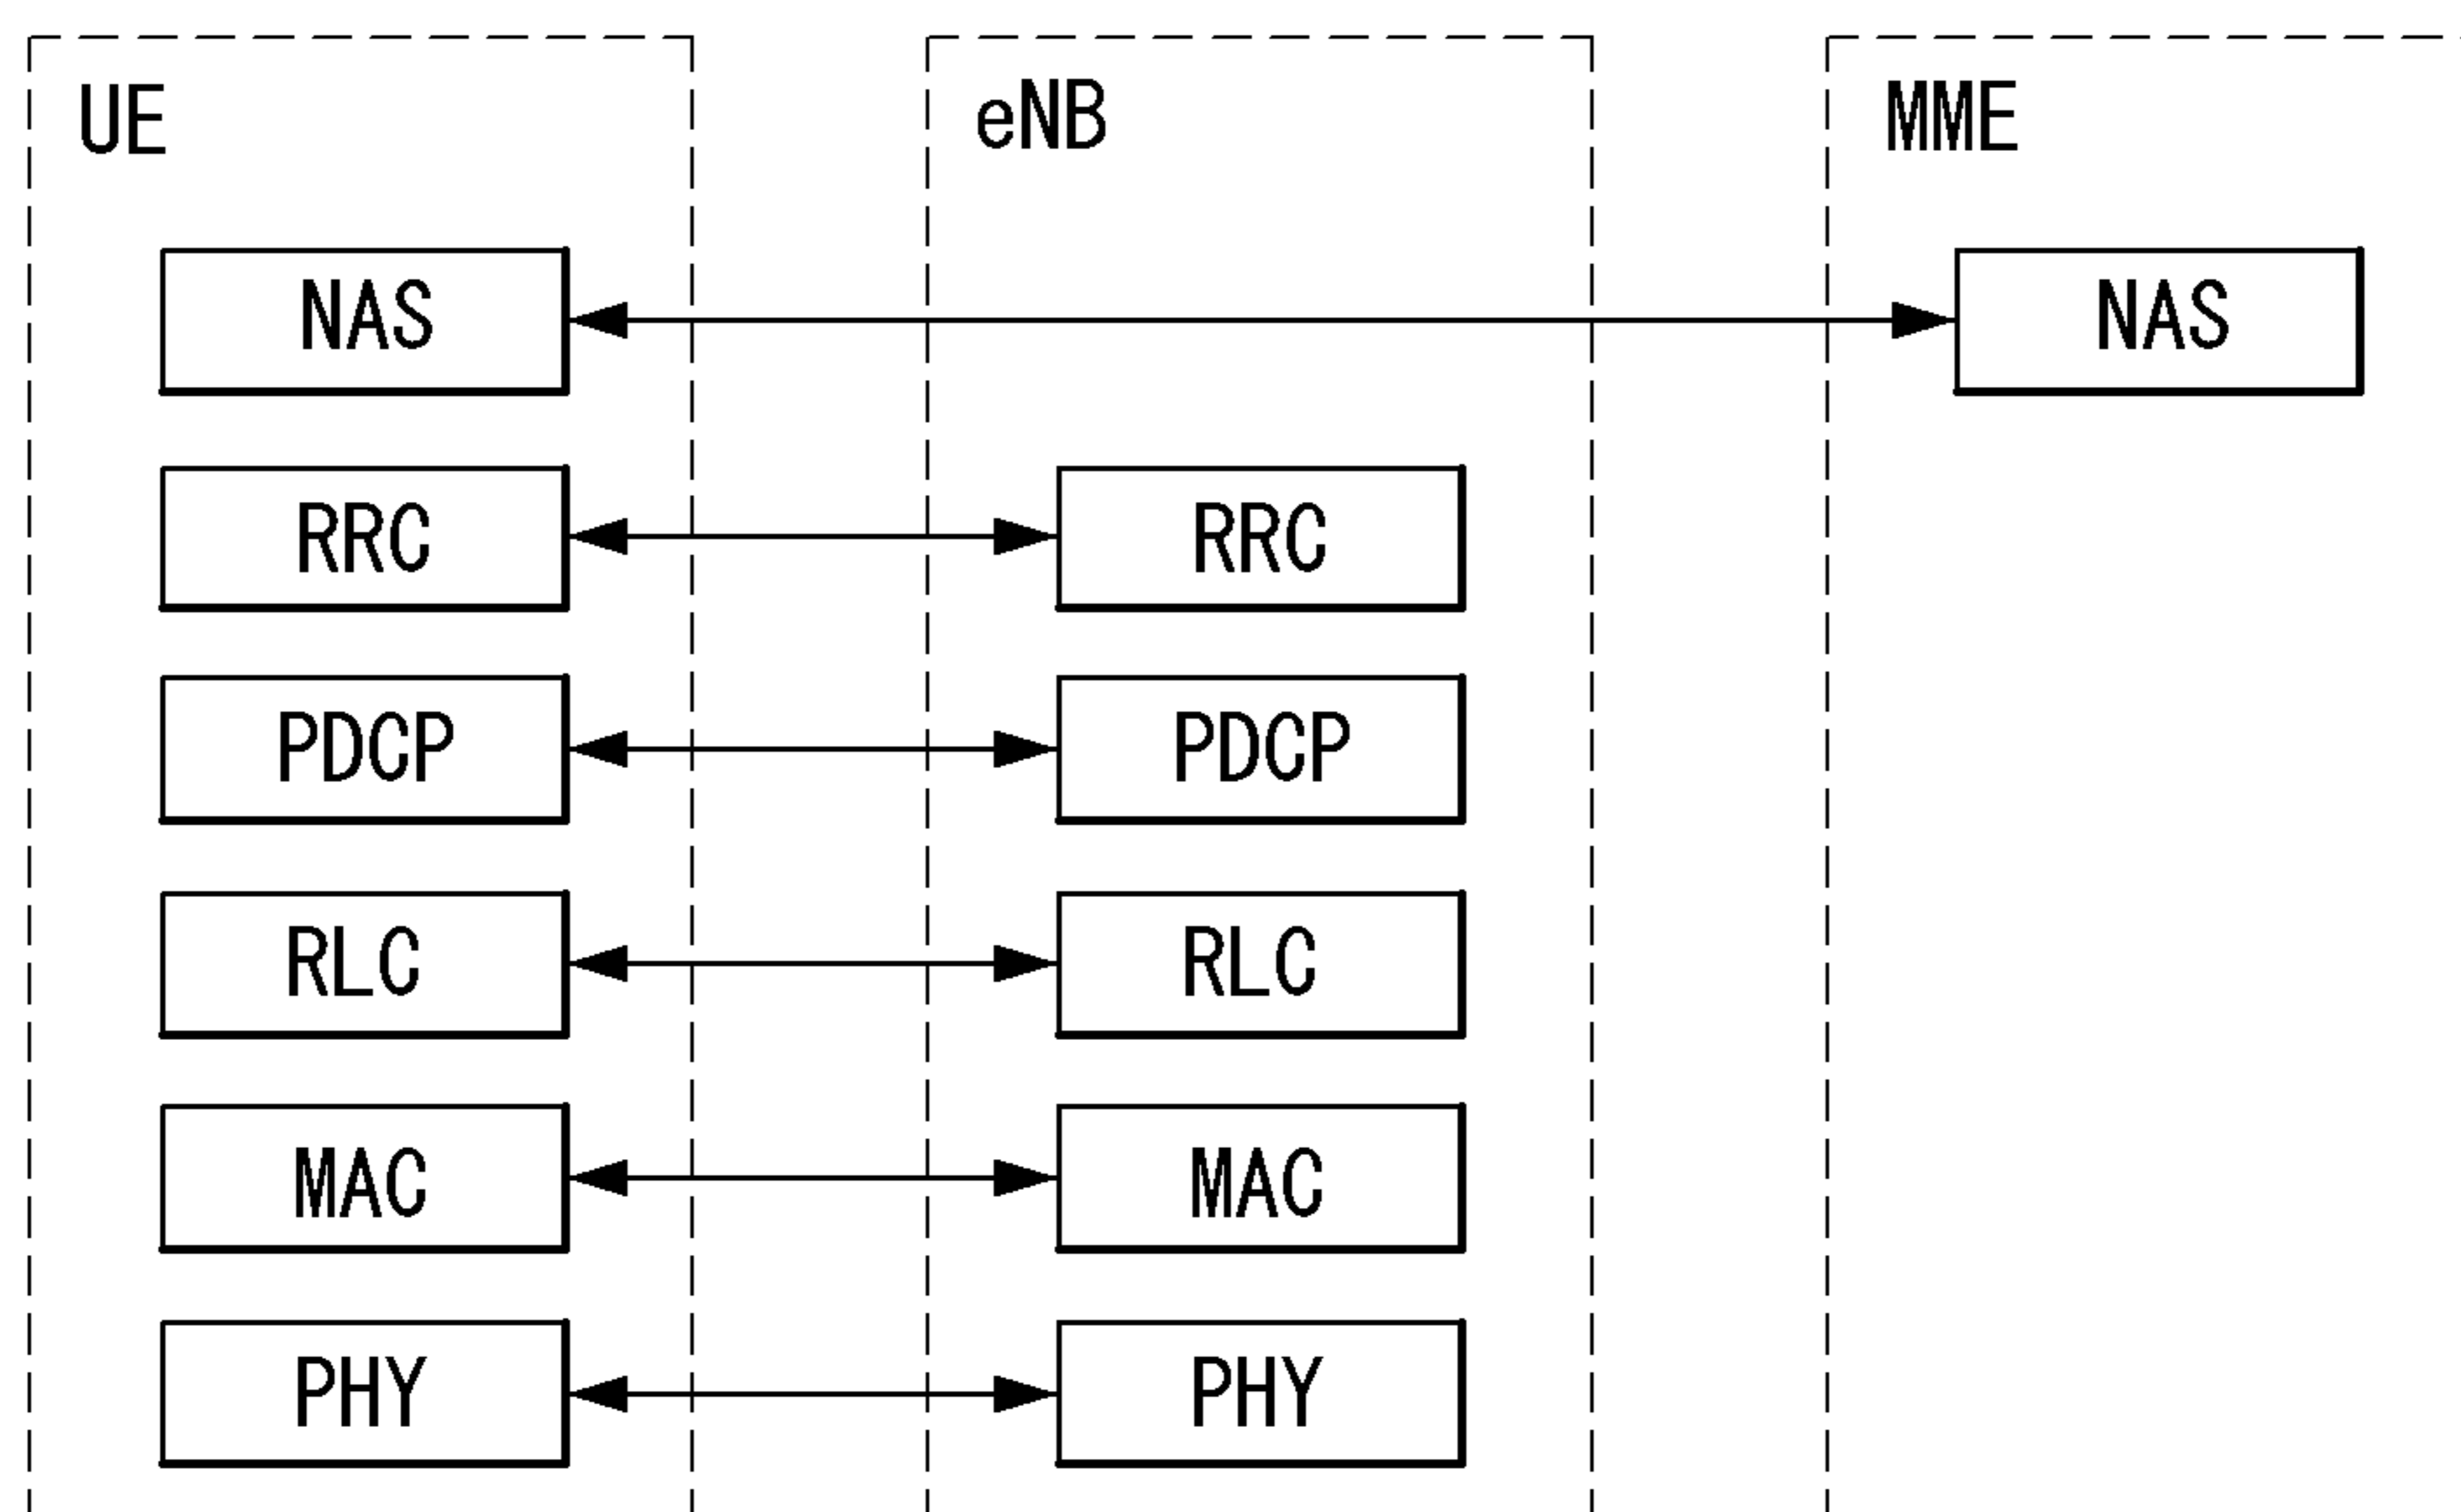 UE eNB MME
NAS NAS
RRC RRC
PDCP PDCP
RLC RLC
MAC MAC
PHY PHY